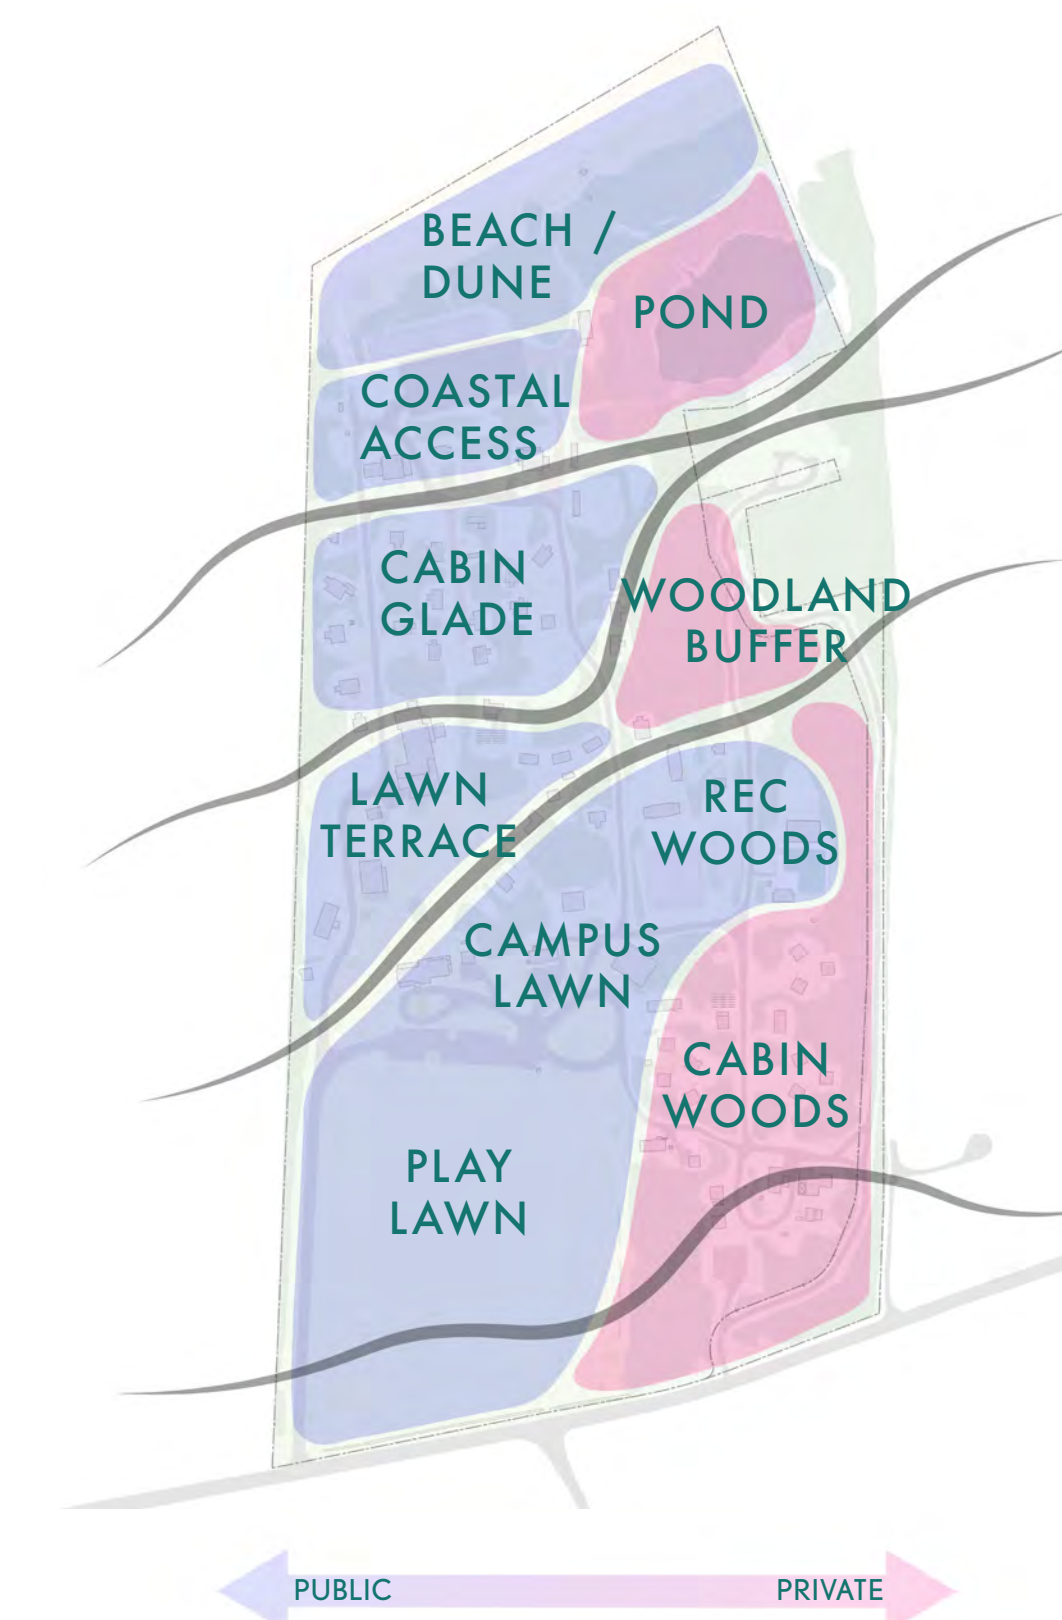 BEACH /
DUNE
POND
COASTAL
ACCESS
CABIN
GLADE
WOODLAND
BUFFER
LAWN
TERRACE
REC
WOODS
CAMPUS
LAWN
CABIN
WOODS
PLAY
LAWN
PUBLIC
PRIVATE